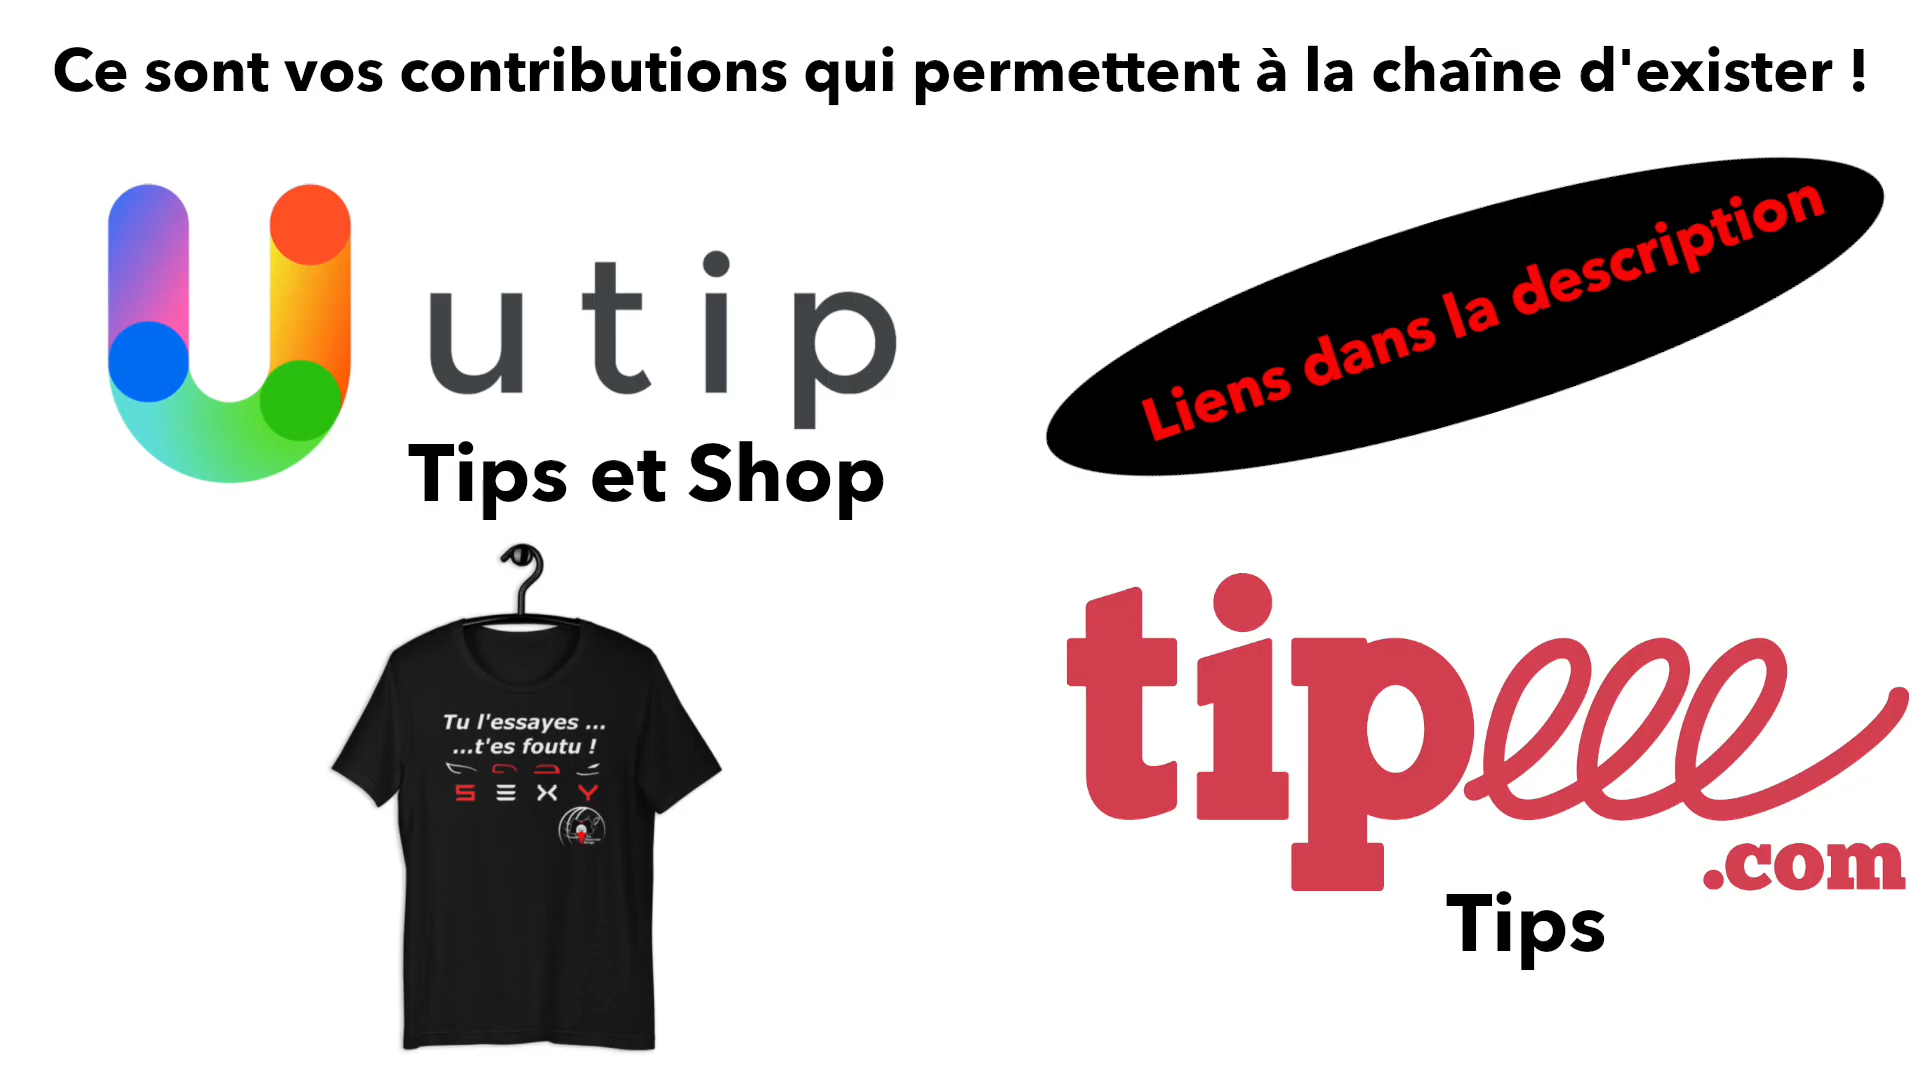 Ce sont vos contributions qui permettent à la chaîne d'exister !
utip
Tips et Shop
Liens dans la description
Tu l'essayes ...
...t'es foutu !
S E X Y
tipeee
.com
Tips